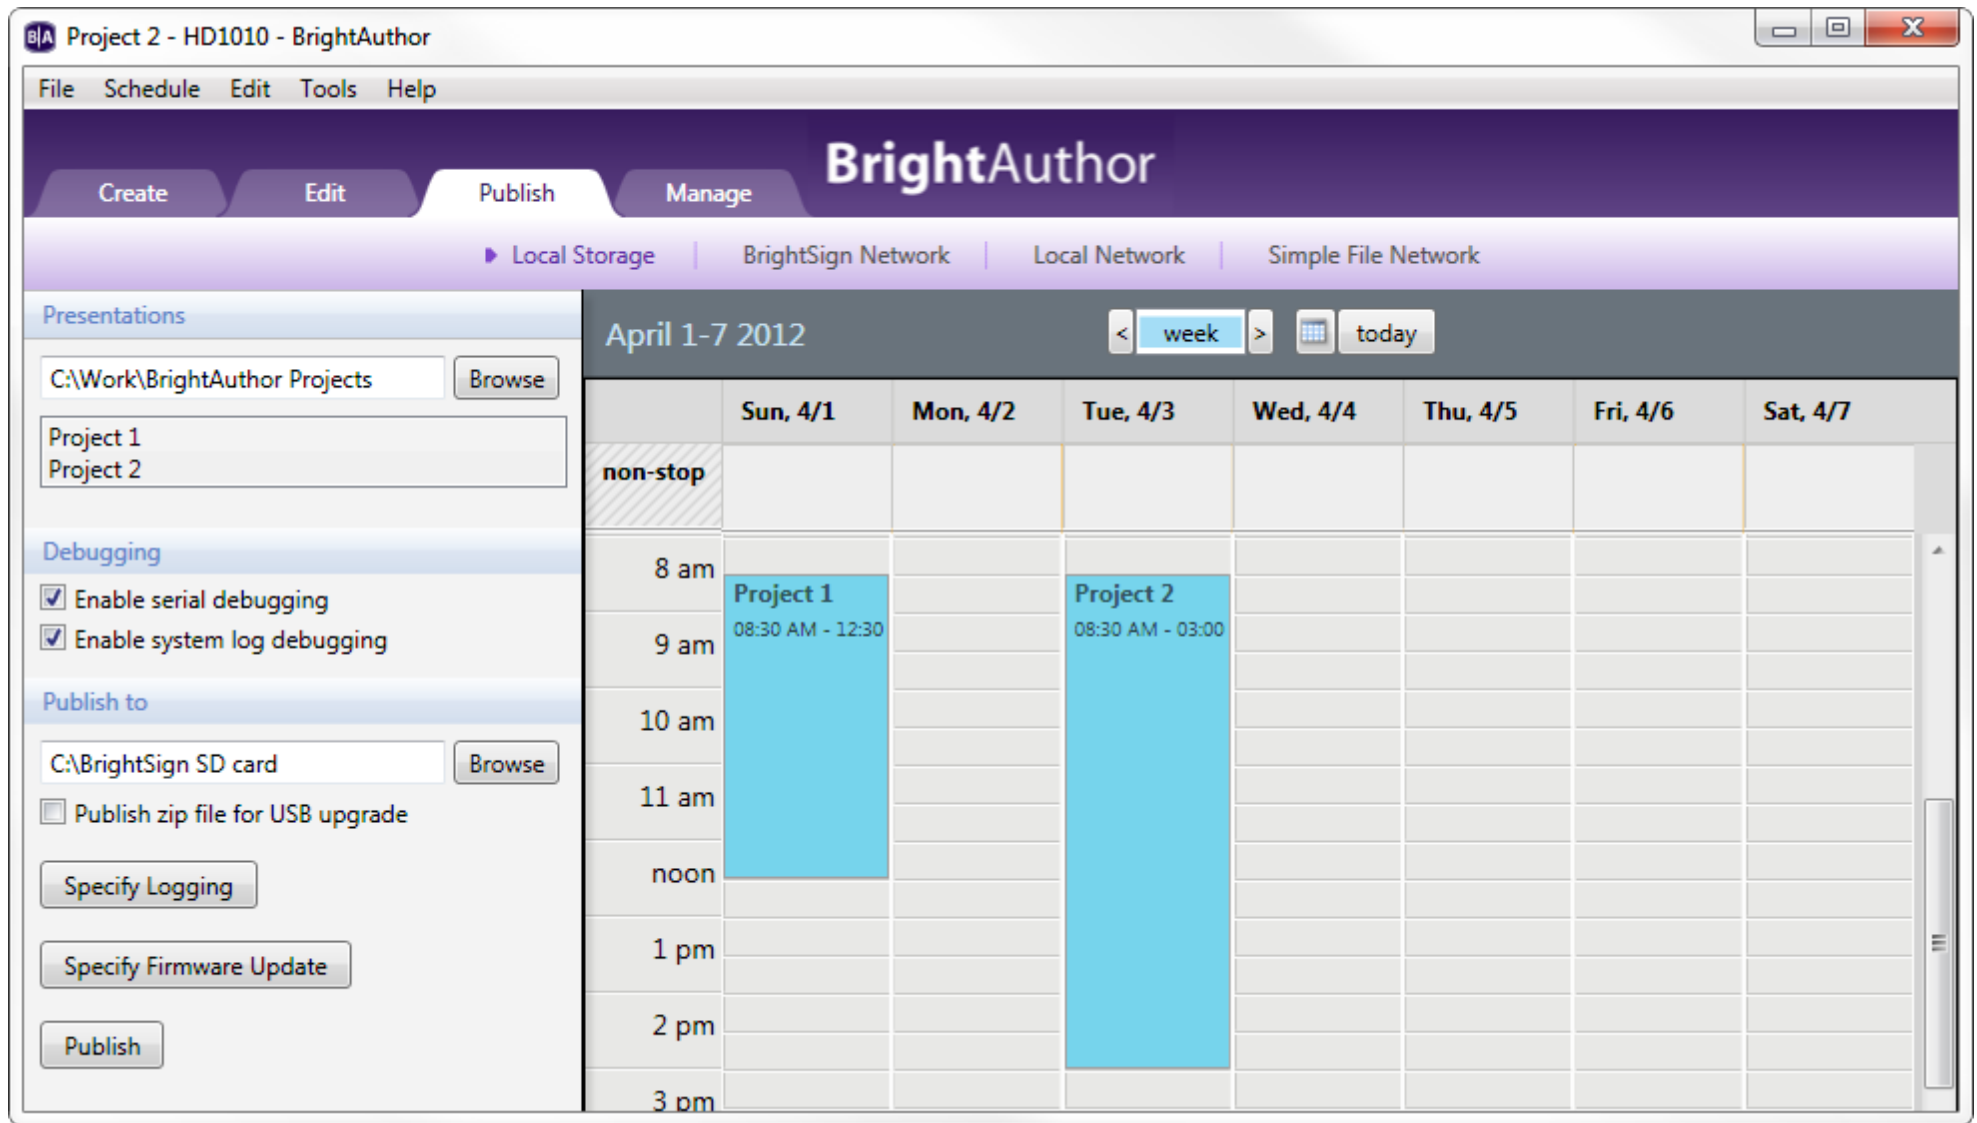 B|A Project 2 - HD1010 - BrightAuthor
File Schedule Edit Tools Help
BrightAuthor
Create Edit Publish Manage
Local Storage BrightSign Network Local Network Simple File Network
Presentations
C:\Work\BrightAuthor Projects Browse
Project 1
Project 2
Debugging
Enable serial debugging
Enable system log debugging
Publish to
C:\BrightSign SD card Browse
Publish zip file for USB upgrade
Specify Logging
Specify Firmware Update
Publish
April 1-7 2012 < week > today
Sun, 4/1 Mon, 4/2 Tue, 4/3 Wed, 4/4 Thu, 4/5 Fri, 4/6 Sat, 4/7
non-stop
8 am
Project 1 Project 2
08:30 AM - 12:30 08:30 AM - 03:00
9 am
10 am
11 am
noon
1 pm
2 pm
3 pm